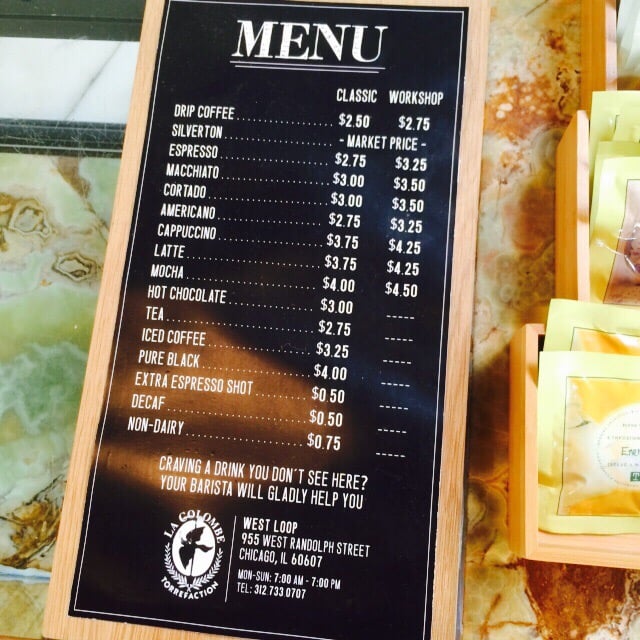 MENU
CLASSIC WORKSHOP
DRIP COFFEE $2.50 $2.75
SILVERTON - MARKET PRICE -
ESPRESSO $2.75 $3.25
MACCHIATO $3.00 $3.50
CORTADO $3.00 $3.50
AMERICANO $2.75 $3.25
CAPPUCCINO $3.75 $4.25
LATTE $3.75 $4.25
MOCHA $4.00 $4.50
HOT CHOCOLATE $3.00 -----
TEA $2.75 -----
ICED COFFEE $3.25 -----
PURE BLACK $4.00 -----
EXTRA ESPRESSO SHOT $0.50 -----
DECAF $0.50 -----
NON-DAIRY $0.75 -----
CRAVING A DRINK YOU DON'T SEE HERE?
YOUR BARISTA WILL GLADLY HELP YOU
LA COLOMBE
TORREFACTION
WEST LOOP
955 WEST RANDOLPH STREET
CHICAGO, IL 60607
MON-SUN: 7:00 AM - 7:00 PM
TEL: 312 733 0707